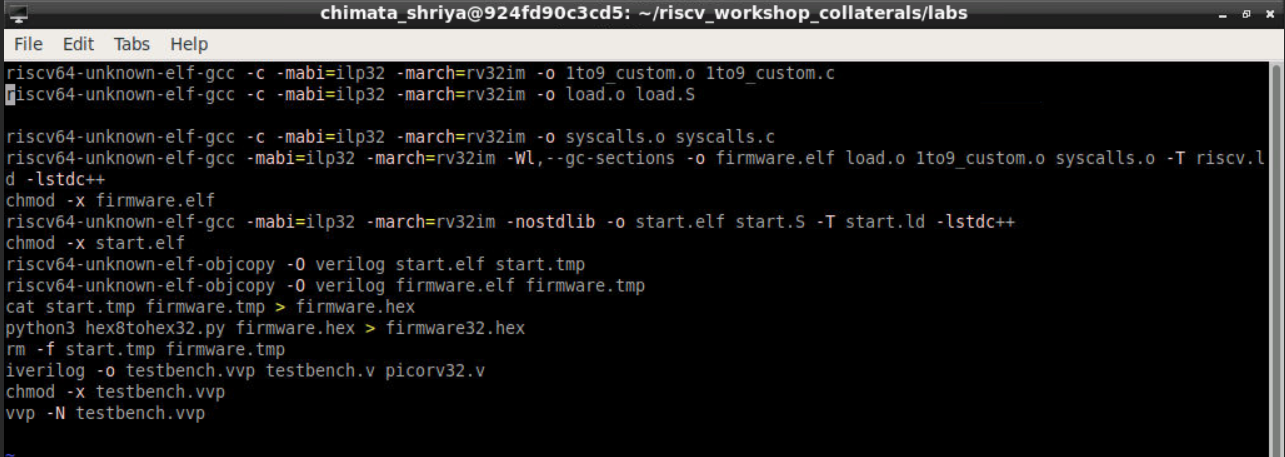 chimata_shriya@924fd90c3cd5: ~/riscv_workshop_collaterals/labs
File Edit Tabs Help
riscv64-unknown-elf-gcc -c -mabi=ilp32 -march=rv32im -o 1to9_custom.o 1to9_custom.c
riscv64-unknown-elf-gcc -c -mabi=ilp32 -march=rv32im -o load.o load.S
riscv64-unknown-elf-gcc -c -mabi=ilp32 -march=rv32im -o syscalls.o syscalls.c
riscv64-unknown-elf-gcc -mabi=ilp32 -march=rv32im -Wl,--gc-sections -o firmware.elf load.o 1to9_custom.o syscalls.o -T riscv.l
d -lstdc++
chmod -x firmware.elf
riscv64-unknown-elf-gcc -mabi=ilp32 -march=rv32im -nostdlib -o start.elf start.S -T start.ld -lstdc++
chmod -x start.elf
riscv64-unknown-elf-objcopy -O verilog start.elf start.tmp
riscv64-unknown-elf-objcopy -O verilog firmware.elf firmware.tmp
cat start.tmp firmware.tmp > firmware.hex
python3 hex8tohex32.py firmware.hex > firmware32.hex
rm -f start.tmp firmware.tmp
iverilog -o testbench.vvp testbench.v picorv32.v
chmod -x testbench.vvp
vvp -N testbench.vvp
~